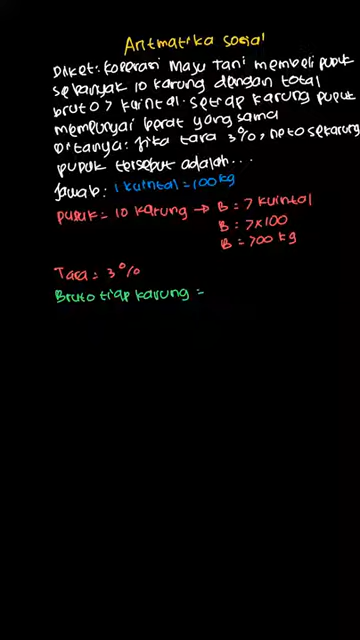 Aritmatika sosial
Diket: Koperasi Maju Tani membeli pupuk
sebanyak 10 karung dengan total
bruto 7 kuintal. Setiap karung pupuk
mempunyai berat yang sama
Ditanya: Jika tara 3%, neto sekarung
pupuk tersebut adalah...
Jawab: 1 kuintal = 100 kg
pupuk = 10 karung → B = 7 kuintal
B = 7 x 100
B = 700 kg
Tara = 3%
Bruto tiap karung =